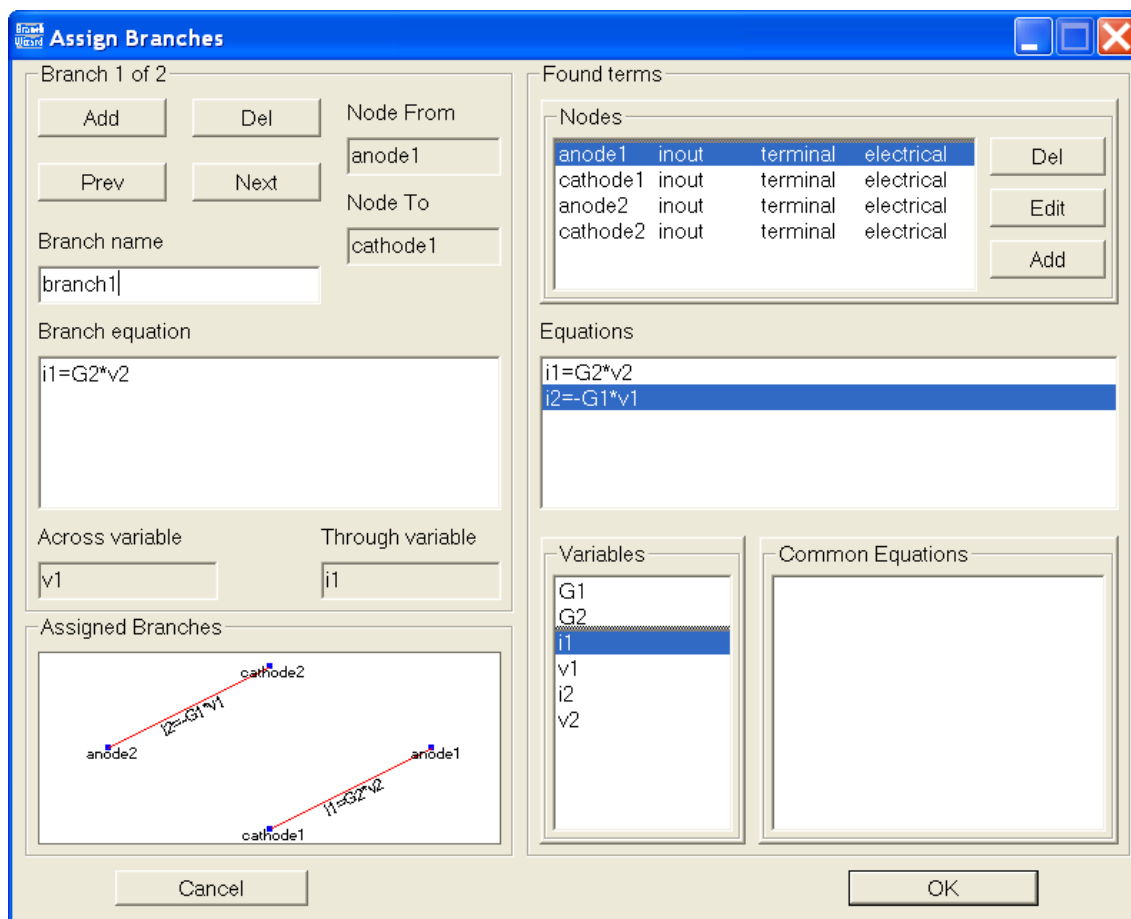 Branch Wizard
Assign Branches
Branch 1 of 2
Add Del
Prev Next
Node From
anode1
Node To
cathode1
Branch name
branch1
Branch equation
i1=G2*v2
Across variable Through variable
v1 i1
Assigned Branches
cathode2
i2=-G1*v1
anode2 anode1
i1=G2*v2
cathode1
Found terms
Nodes
anode1 inout terminal electrical
cathode1 inout terminal electrical
anode2 inout terminal electrical
cathode2 inout terminal electrical
Del
Edit
Add
Equations
i1=G2*v2
i2=-G1*v1
Variables
G1
G2
i1
v1
i2
v2
Common Equations
Cancel OK